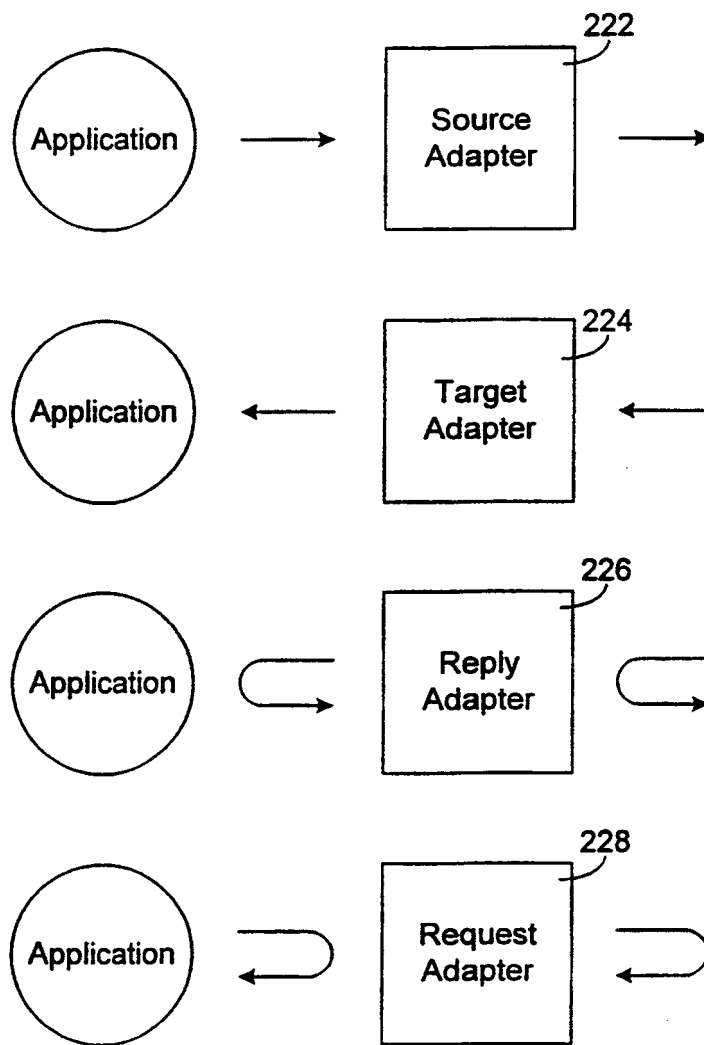 222
Application
Source
Adapter
224
Application
Target
Adapter
226
Application
Reply
Adapter
228
Application
Request
Adapter